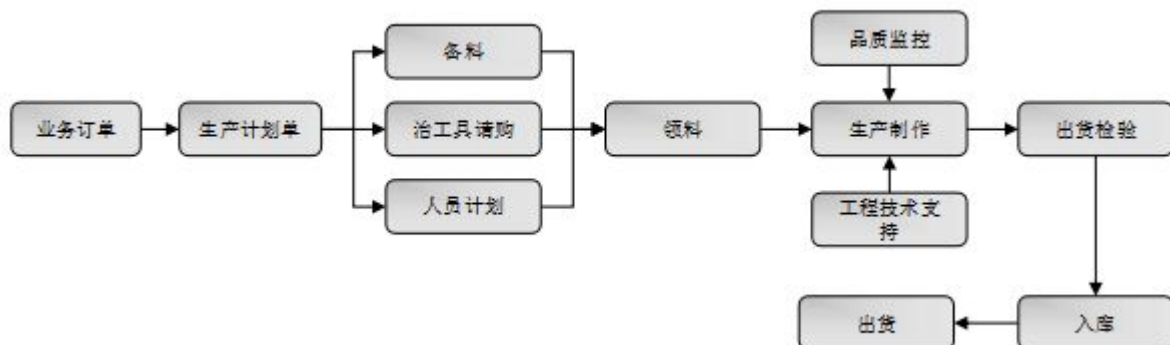 业务订单
生产计划单
备料
治工具请购
人员计划
领料
品质监控
生产制作
工程技术支
持
出货检验
入库
出货